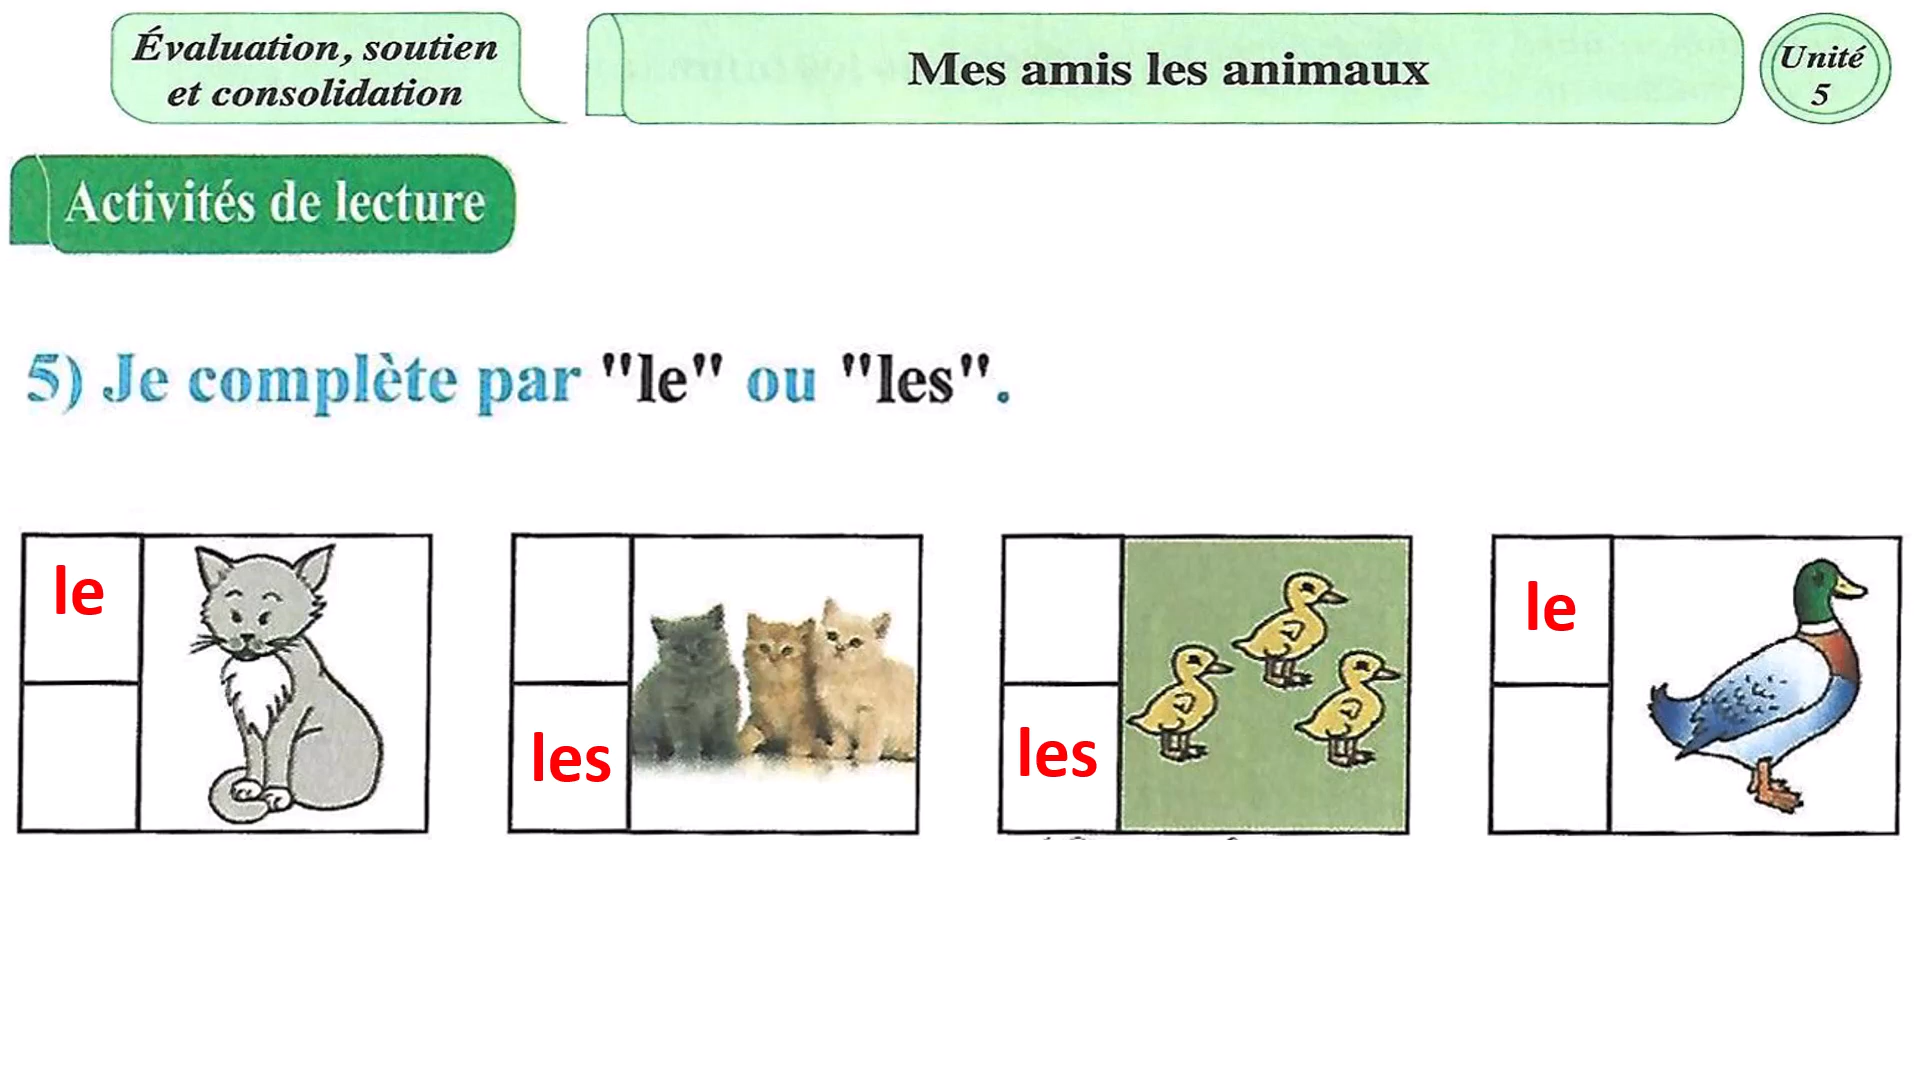 Évaluation, soutien
et consolidation
Mes amis les animaux
Unité
5
Activités de lecture
5) Je complète par "le" ou "les".
le
les
les
le